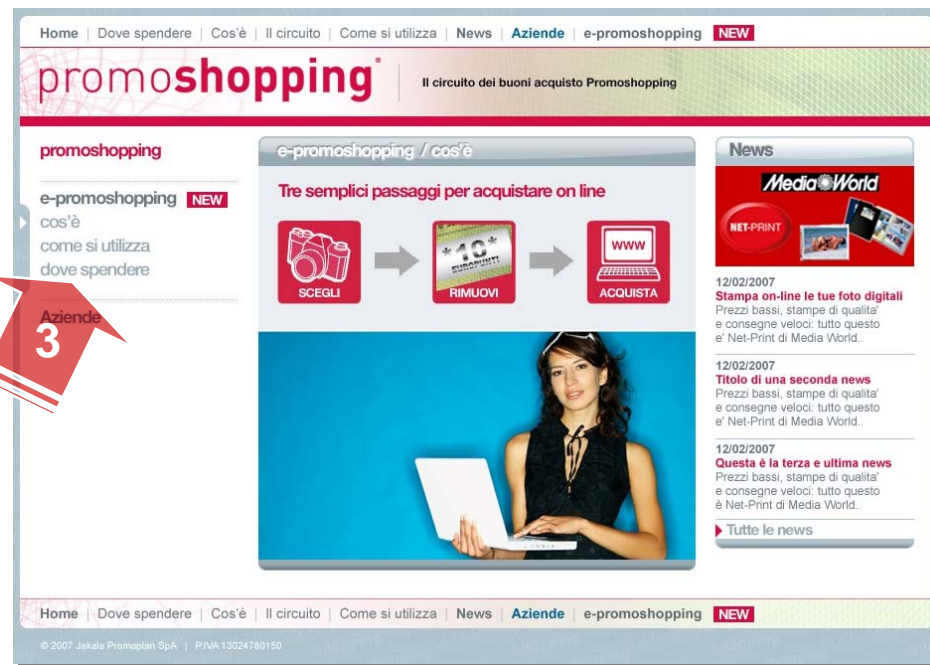 Home | Dove spendere | Cos'è | Il circuito | Come si utilizza | News | Aziende | e-promoshopping NEW
promoshopping
Il circuito dei buoni acquisto Promoshopping
promoshopping
e-promoshopping NEW
cos'è
come si utilizza
dove spendere
Aziende
3
e-promoshopping / cos'è
Tre semplici passaggi per acquistare on line
*10*
EUROPUNTI
www
SCEGLI
RIMUOVI
ACQUISTA
News
Media World
NET-PRINT
12/02/2007
Stampa on-line le tue foto digitali
Prezzi bassi, stampe di qualita'
e consegne veloci: tutto questo
e' Net-Print di Media World..
12/02/2007
Titolo di una seconda news
Prezzi bassi, stampe di qualita'
e consegne veloci: tutto questo
e' Net-Print di Media World..
12/02/2007
Questa è la terza e ultima news
Prezzi bassi, stampe di qualita'
e consegne veloci: tutto questo
è Net-Print di Media World..
Tutte le news
Home | Dove spendere | Cos'è | Il circuito | Come si utilizza | News | Aziende | e-promoshopping NEW
© 2007 Jakala Promoplan SpA | P.IVA 13024780150